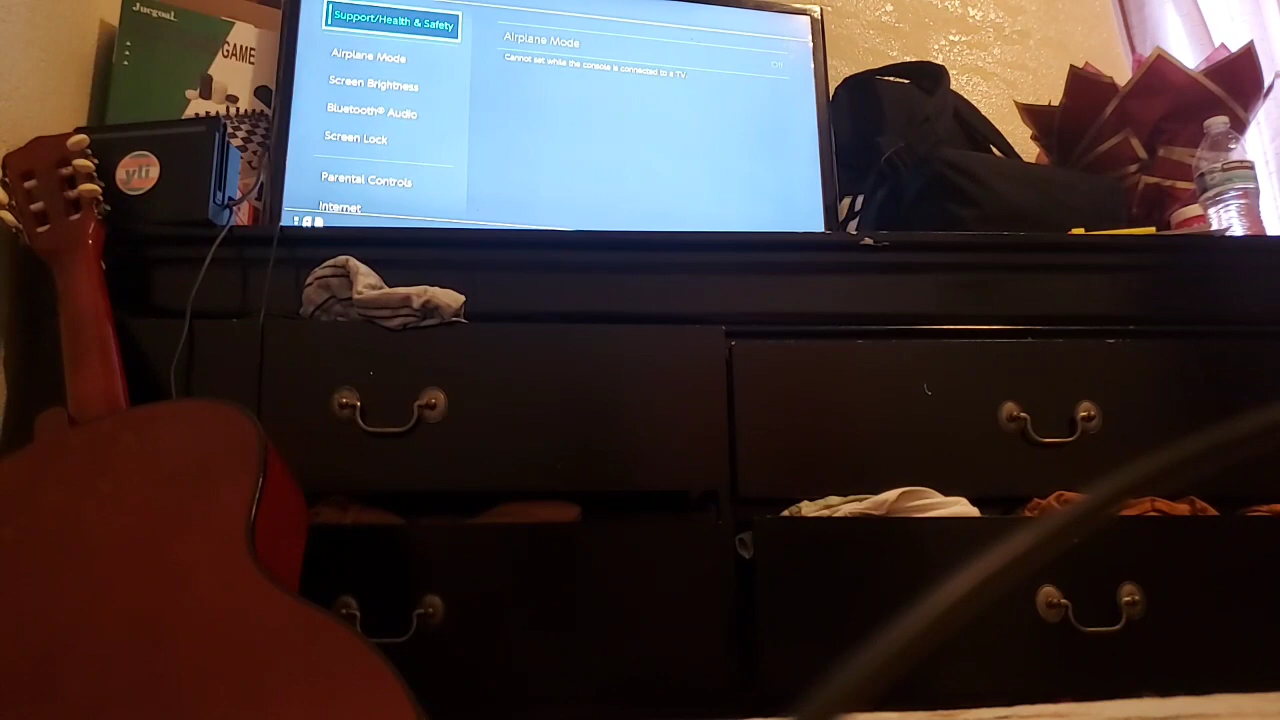 Juegoal
GAME
yli
Support/Health & Safety
Airplane Mode
Screen Brightness
Bluetooth® Audio
Screen Lock
Parental Controls
Internet
Airplane Mode
Off
Cannot set while the console is connected to a TV.